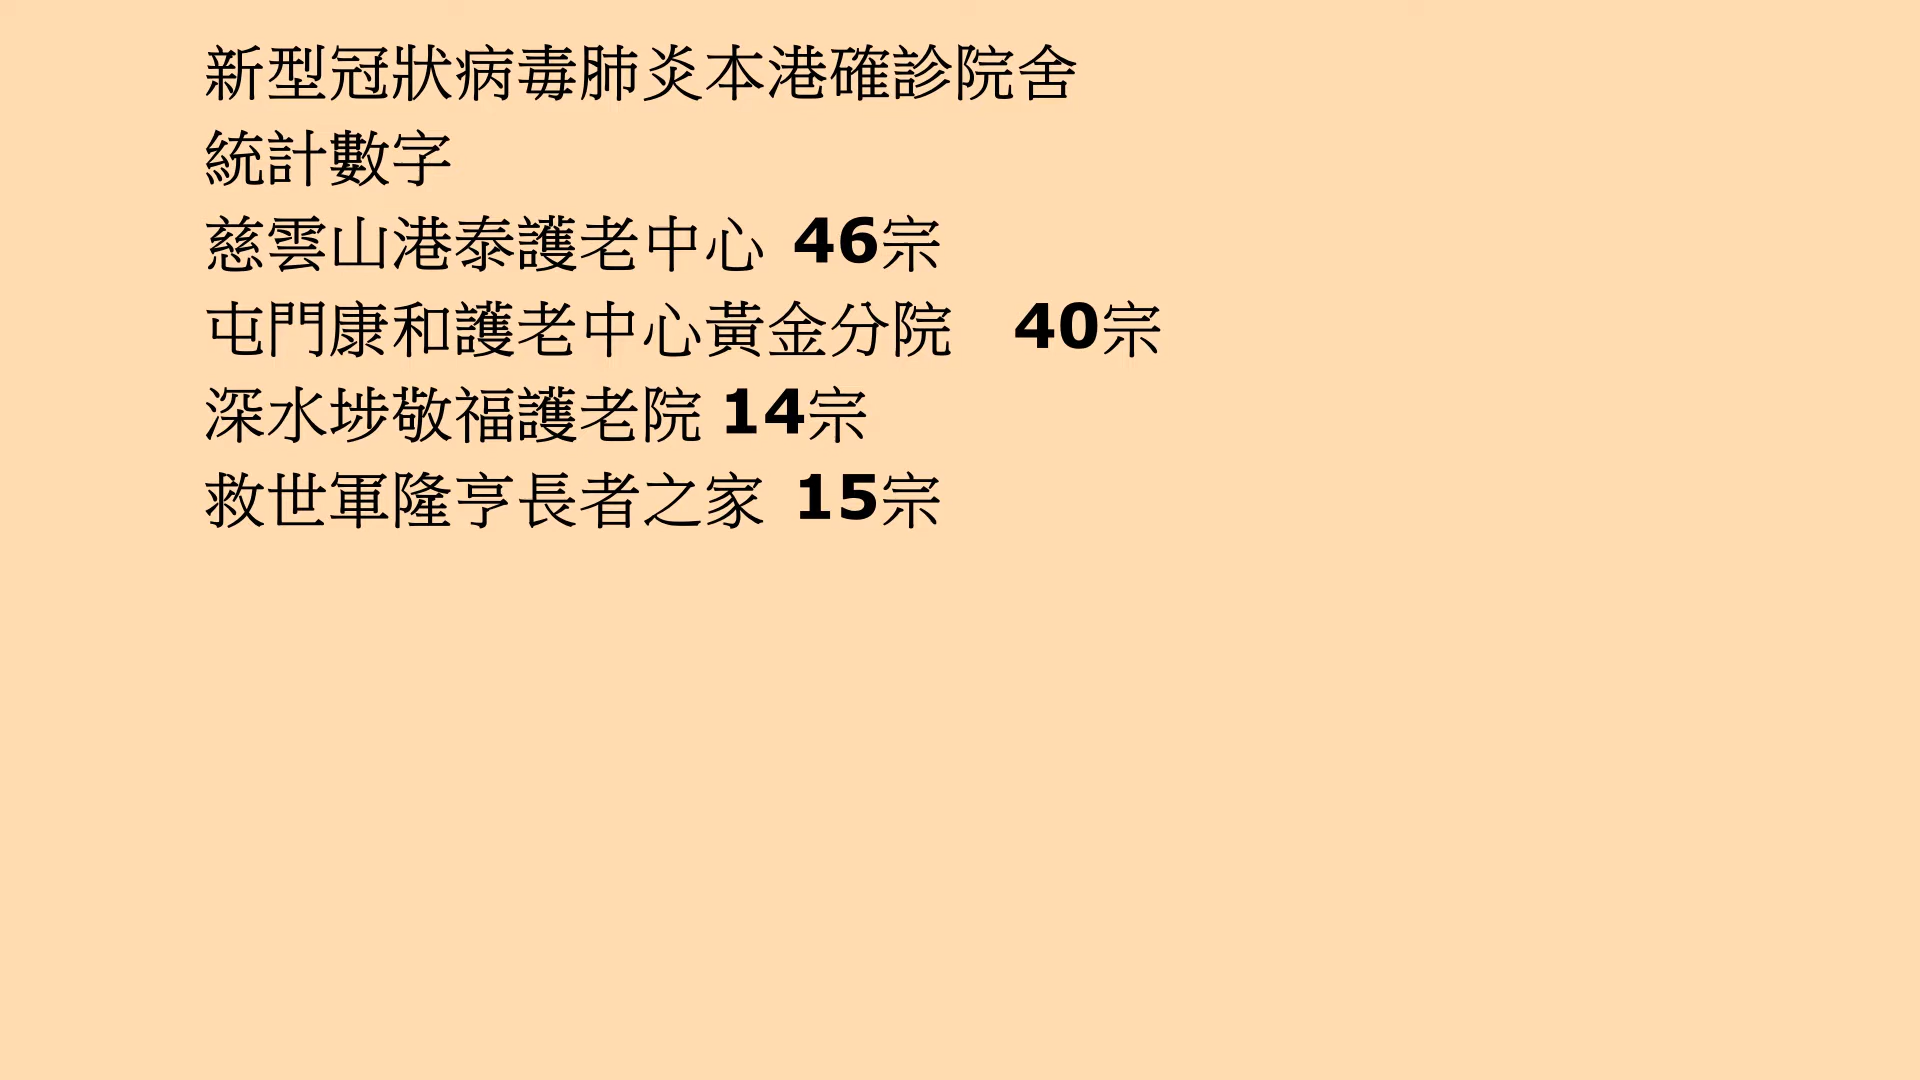 新型冠狀病毒肺炎本港確診院舍
統計數字
慈雲山港泰護老中心 46宗
屯門康和護老中心黃金分院　40宗
深水埗敬福護老院 14宗
救世軍隆亨長者之家 15宗